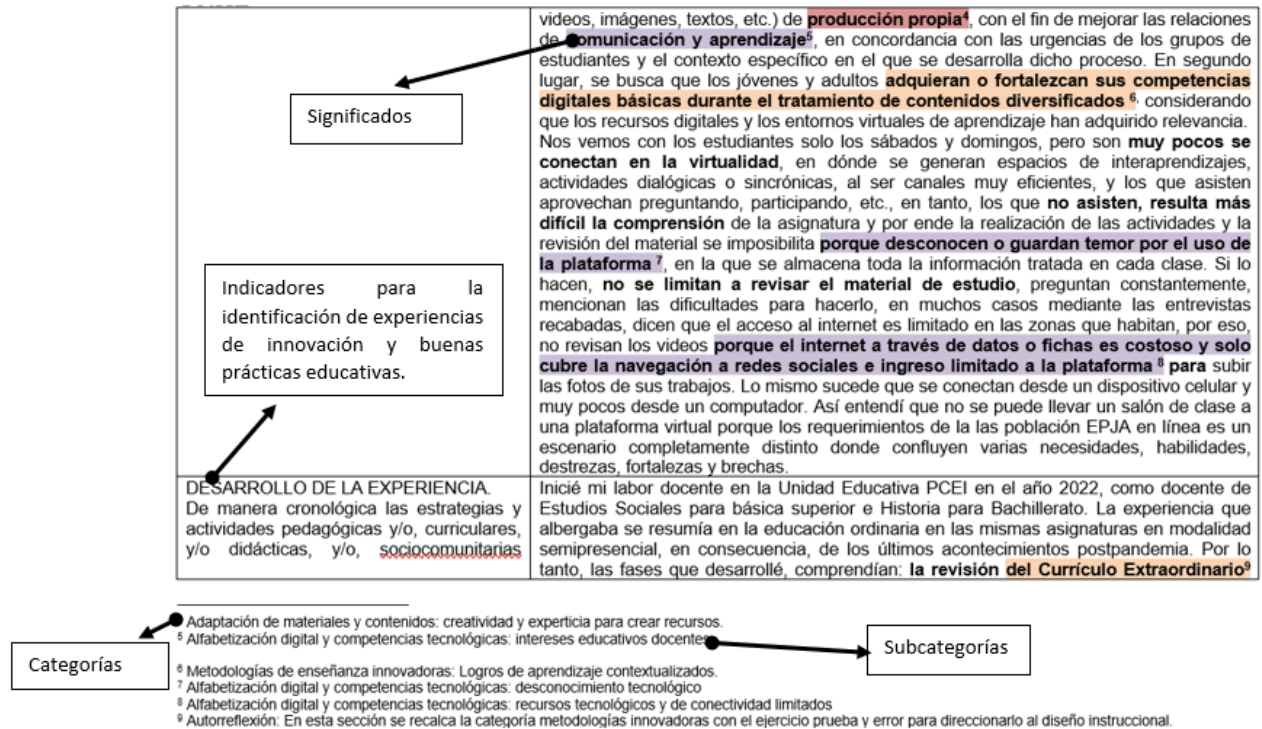 videos, imágenes, textos, etc.) de producción propia⁴, con el fin de mejorar las relaciones
de comunicación y aprendizaje⁵, en concordancia con las urgencias de los grupos de
estudiantes y el contexto específico en el que se desarrolla dicho proceso. En segundo
lugar, se busca que los jóvenes y adultos adquieran o fortalezcan sus competencias
digitales básicas durante el tratamiento de contenidos diversificados ⁶, considerando
que los recursos digitales y los entornos virtuales de aprendizaje han adquirido relevancia.
Nos vemos con los estudiantes solo los sábados y domingos, pero son muy pocos se
conectan en la virtualidad, en dónde se generan espacios de interaprendizajes,
actividades dialógicas o sincrónicas, al ser canales muy eficientes, y los que asisten
aprovechan preguntando, participando, etc., en tanto, los que no asisten, resulta más
difícil la comprensión de la asignatura y por ende la realización de las actividades y la
revisión del material se imposibilita porque desconocen o guardan temor por el uso de
la plataforma ⁷, en la que se almacena toda la información tratada en cada clase. Si lo
hacen, no se limitan a revisar el material de estudio, preguntan constantemente,
mencionan las dificultades para hacerlo, en muchos casos mediante las entrevistas
recabadas, dicen que el acceso al internet es limitado en las zonas que habitan, por eso,
no revisan los videos porque el internet a través de datos o fichas es costoso y solo
cubre la navegación a redes sociales e ingreso limitado a la plataforma ⁸ para subir
las fotos de sus trabajos. Lo mismo sucede que se conectan desde un dispositivo celular y
muy pocos desde un computador. Así entendí que no se puede llevar un salón de clase a
una plataforma virtual porque los requerimientos de la las población EPJA en línea es un
escenario completamente distinto donde confluyen varias necesidades, habilidades,
destrezas, fortalezas y brechas.
Significados
Indicadores para la
identificación de experiencias
de innovación y buenas
prácticas educativas.
DESARROLLO DE LA EXPERIENCIA.
De manera cronológica las estrategias y
actividades pedagógicas y/o, curriculares,
y/o didácticas, y/o, sociocomunitarias
Inicié mi labor docente en la Unidad Educativa PCEI en el año 2022, como docente de
Estudios Sociales para básica superior e Historia para Bachillerato. La experiencia que
albergaba se resumía en la educación ordinaria en las mismas asignaturas en modalidad
semipresencial, en consecuencia, de los últimos acontecimientos postpandemia. Por lo
tanto, las fases que desarrollé, comprendían: la revisión del Currículo Extraordinario⁹
Adaptación de materiales y contenidos: creatividad y experticia para crear recursos.
⁵ Alfabetización digital y competencias tecnológicas: intereses educativos docentes
⁶ Metodologías de enseñanza innovadoras: Logros de aprendizaje contextualizados.
⁷ Alfabetización digital y competencias tecnológicas: desconocimiento tecnológico
⁸ Alfabetización digital y competencias tecnológicas: recursos tecnológicos y de conectividad limitados
⁹ Autorreflexión: En esta sección se recalca la categoría metodologías innovadoras con el ejercicio prueba y error para direccionarlo al diseño instruccional.
Categorías
Subcategorías